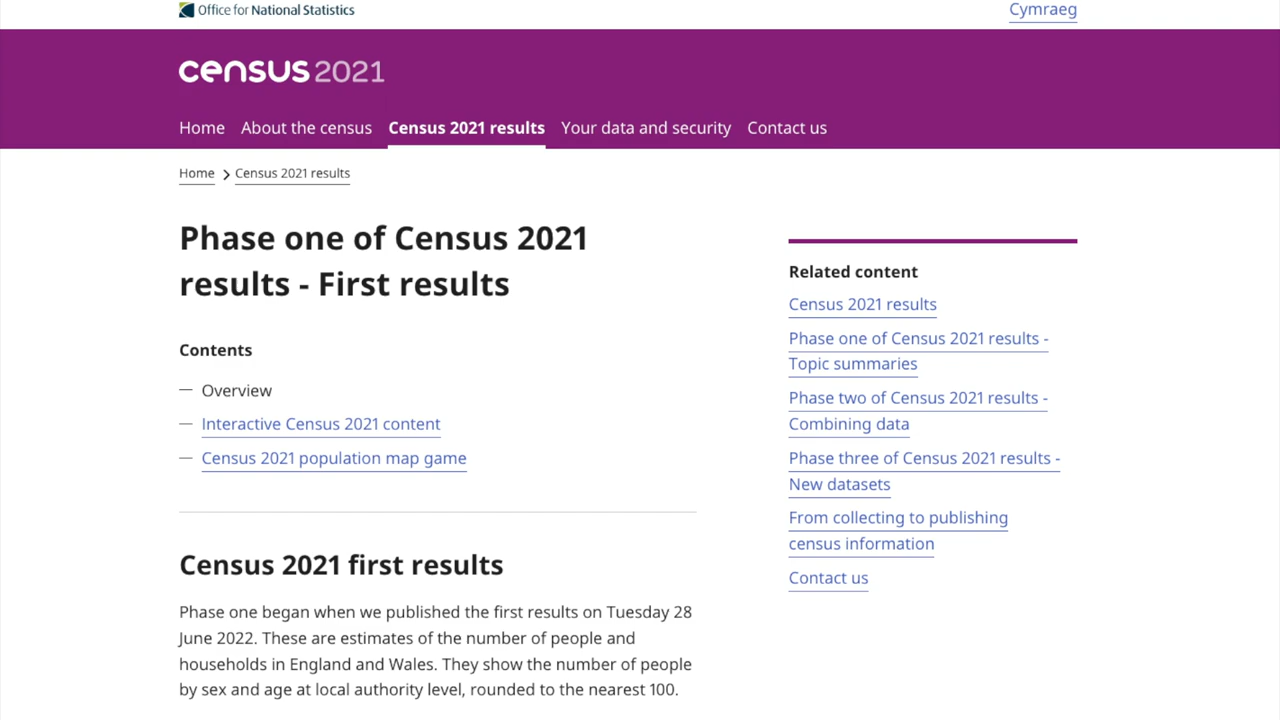 Office for National Statistics
Cymraeg
census 2021
Home About the census Census 2021 results Your data and security Contact us
Home > Census 2021 results
Phase one of Census 2021
results - First results
Contents
— Overview
— Interactive Census 2021 content
— Census 2021 population map game
Census 2021 first results
Phase one began when we published the first results on Tuesday 28
June 2022. These are estimates of the number of people and
households in England and Wales. They show the number of people
by sex and age at local authority level, rounded to the nearest 100.
Related content
Census 2021 results
Phase one of Census 2021 results -
Topic summaries
Phase two of Census 2021 results -
Combining data
Phase three of Census 2021 results -
New datasets
From collecting to publishing
census information
Contact us